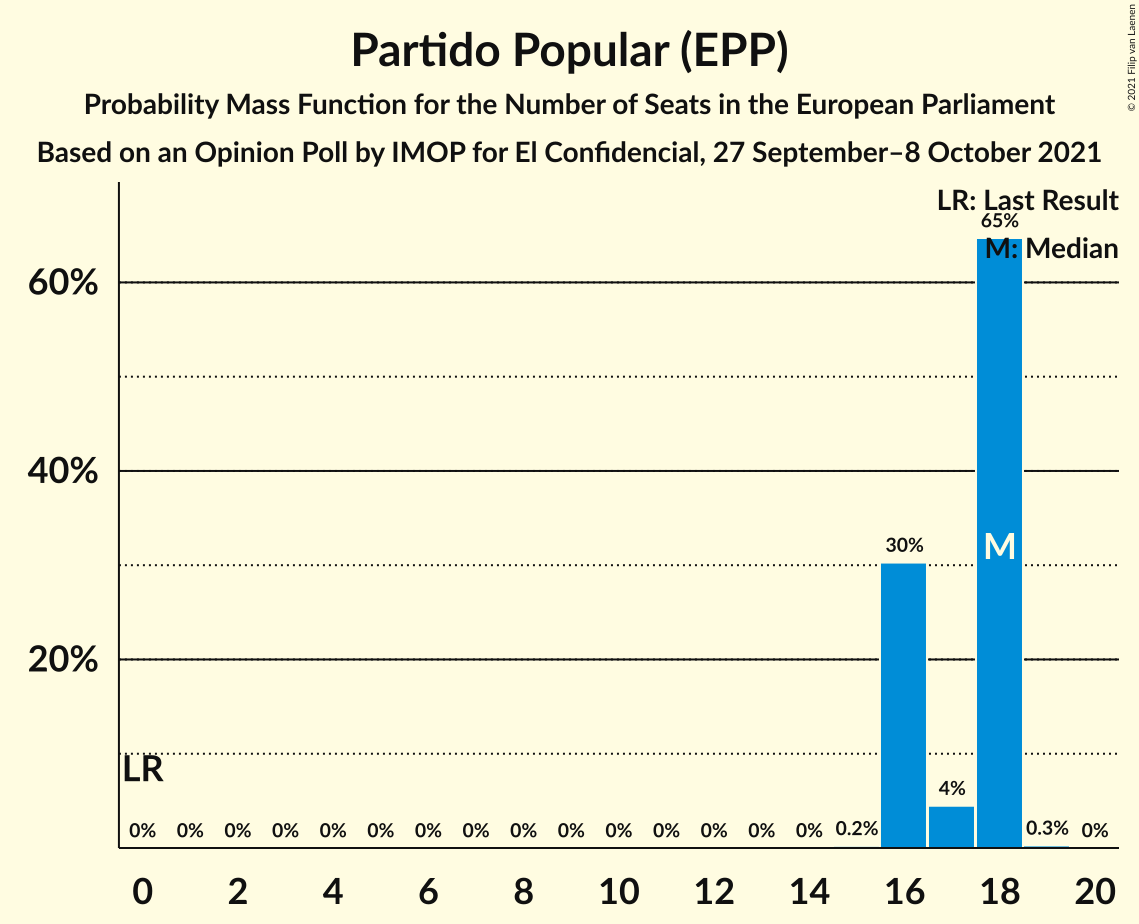 Partido Popular (EPP)
Probability Mass Function for the Number of Seats in the European Parliament
Based on an Opinion Poll by IMOP for El Confidencial, 27 September–8 October 2021
© 2021 Filip van Laenen
LR: Last Result
M: Median
65%
60%
40%
30%
M
20%
LR
4%
0% 0% 0% 0% 0% 0% 0% 0% 0% 0% 0% 0% 0% 0% 0% 0.2% 0.3% 0%
0 2 4 6 8 10 12 14 16 18 20